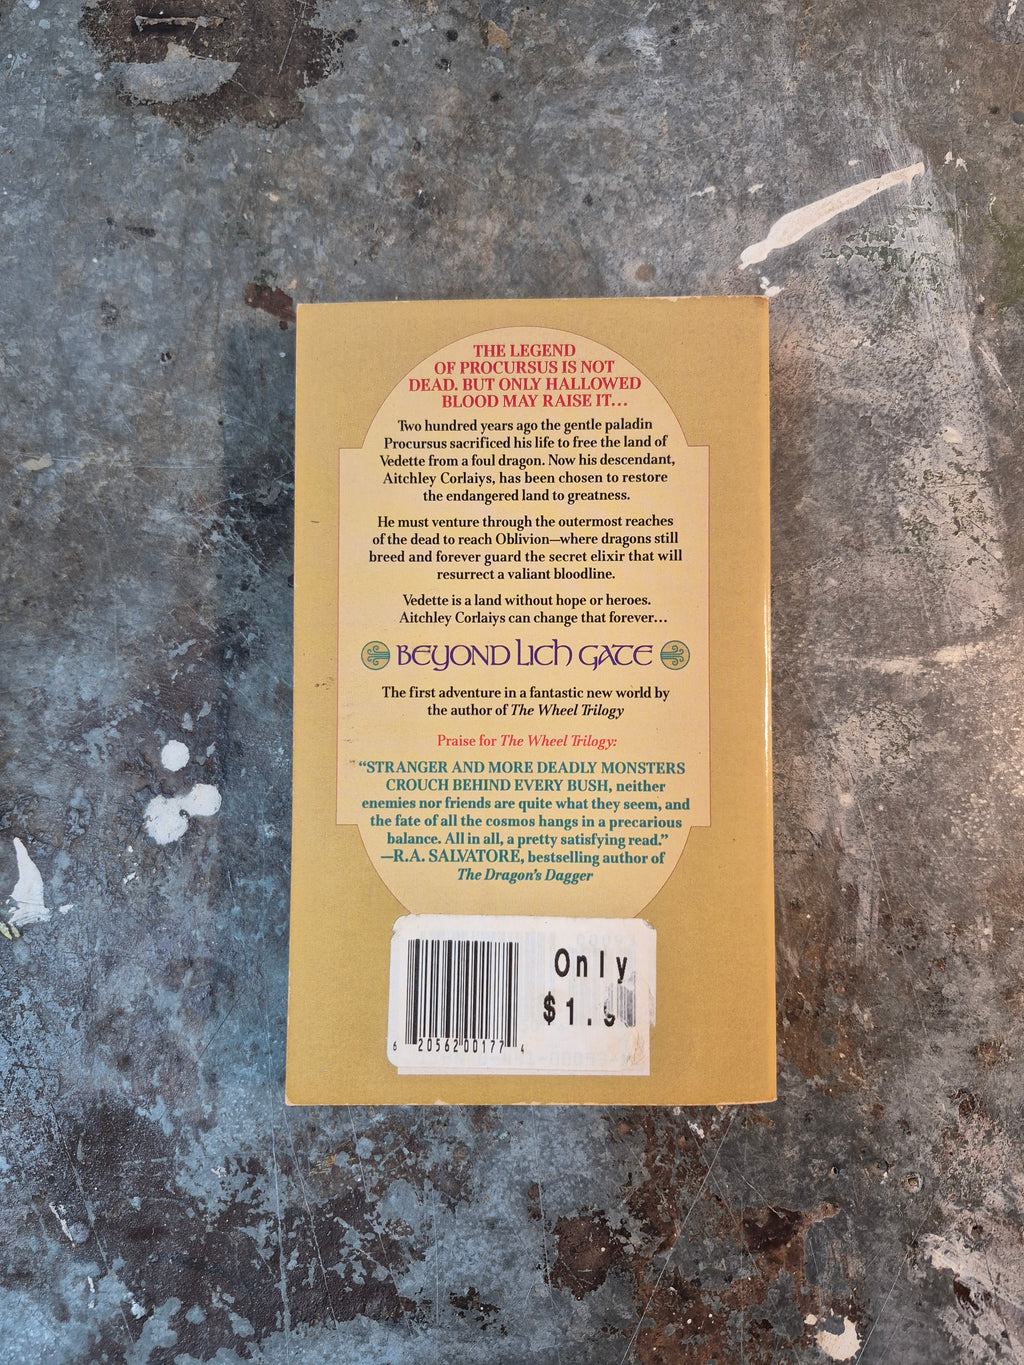 THE LEGEND
OF PROCURSUS IS NOT
DEAD. BUT ONLY HALLOWED
BLOOD MAY RAISE IT...
Two hundred years ago the gentle paladin
Procursus sacrificed his life to free the land of
Vedette from a foul dragon. Now his descendant,
Aitchley Corlaiys, has been chosen to restore
the endangered land to greatness.
He must venture through the outermost reaches
of the dead to reach Oblivion—where dragons still
breed and forever guard the secret elixir that will
resurrect a valiant bloodline.
Vedette is a land without hope or heroes.
Aitchley Corlaiys can change that forever...
BEYOND LICH GATE
The first adventure in a fantastic new world by
the author of The Wheel Trilogy
Praise for The Wheel Trilogy:
“STRANGER AND MORE DEADLY MONSTERS
CROUCH BEHIND EVERY BUSH, neither
enemies nor friends are quite what they seem, and
the fate of all the cosmos hangs in a precarious
balance. All in all, a pretty satisfying read.”
—R.A. SALVATORE, bestselling author of
The Dragon's Dagger
Only
6 20562 00177 4